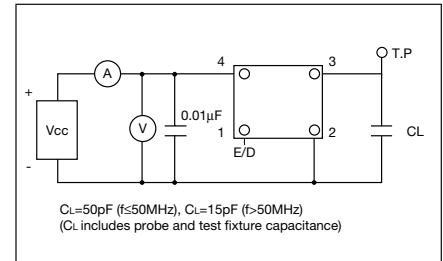 T.P
A
4
3
+
Vcc
V
0.01μF
1
2
CL
E/D
-
CL=50pF (f≤50MHz), CL=15pF (f>50MHz)
(CL includes probe and test fixture capacitance)